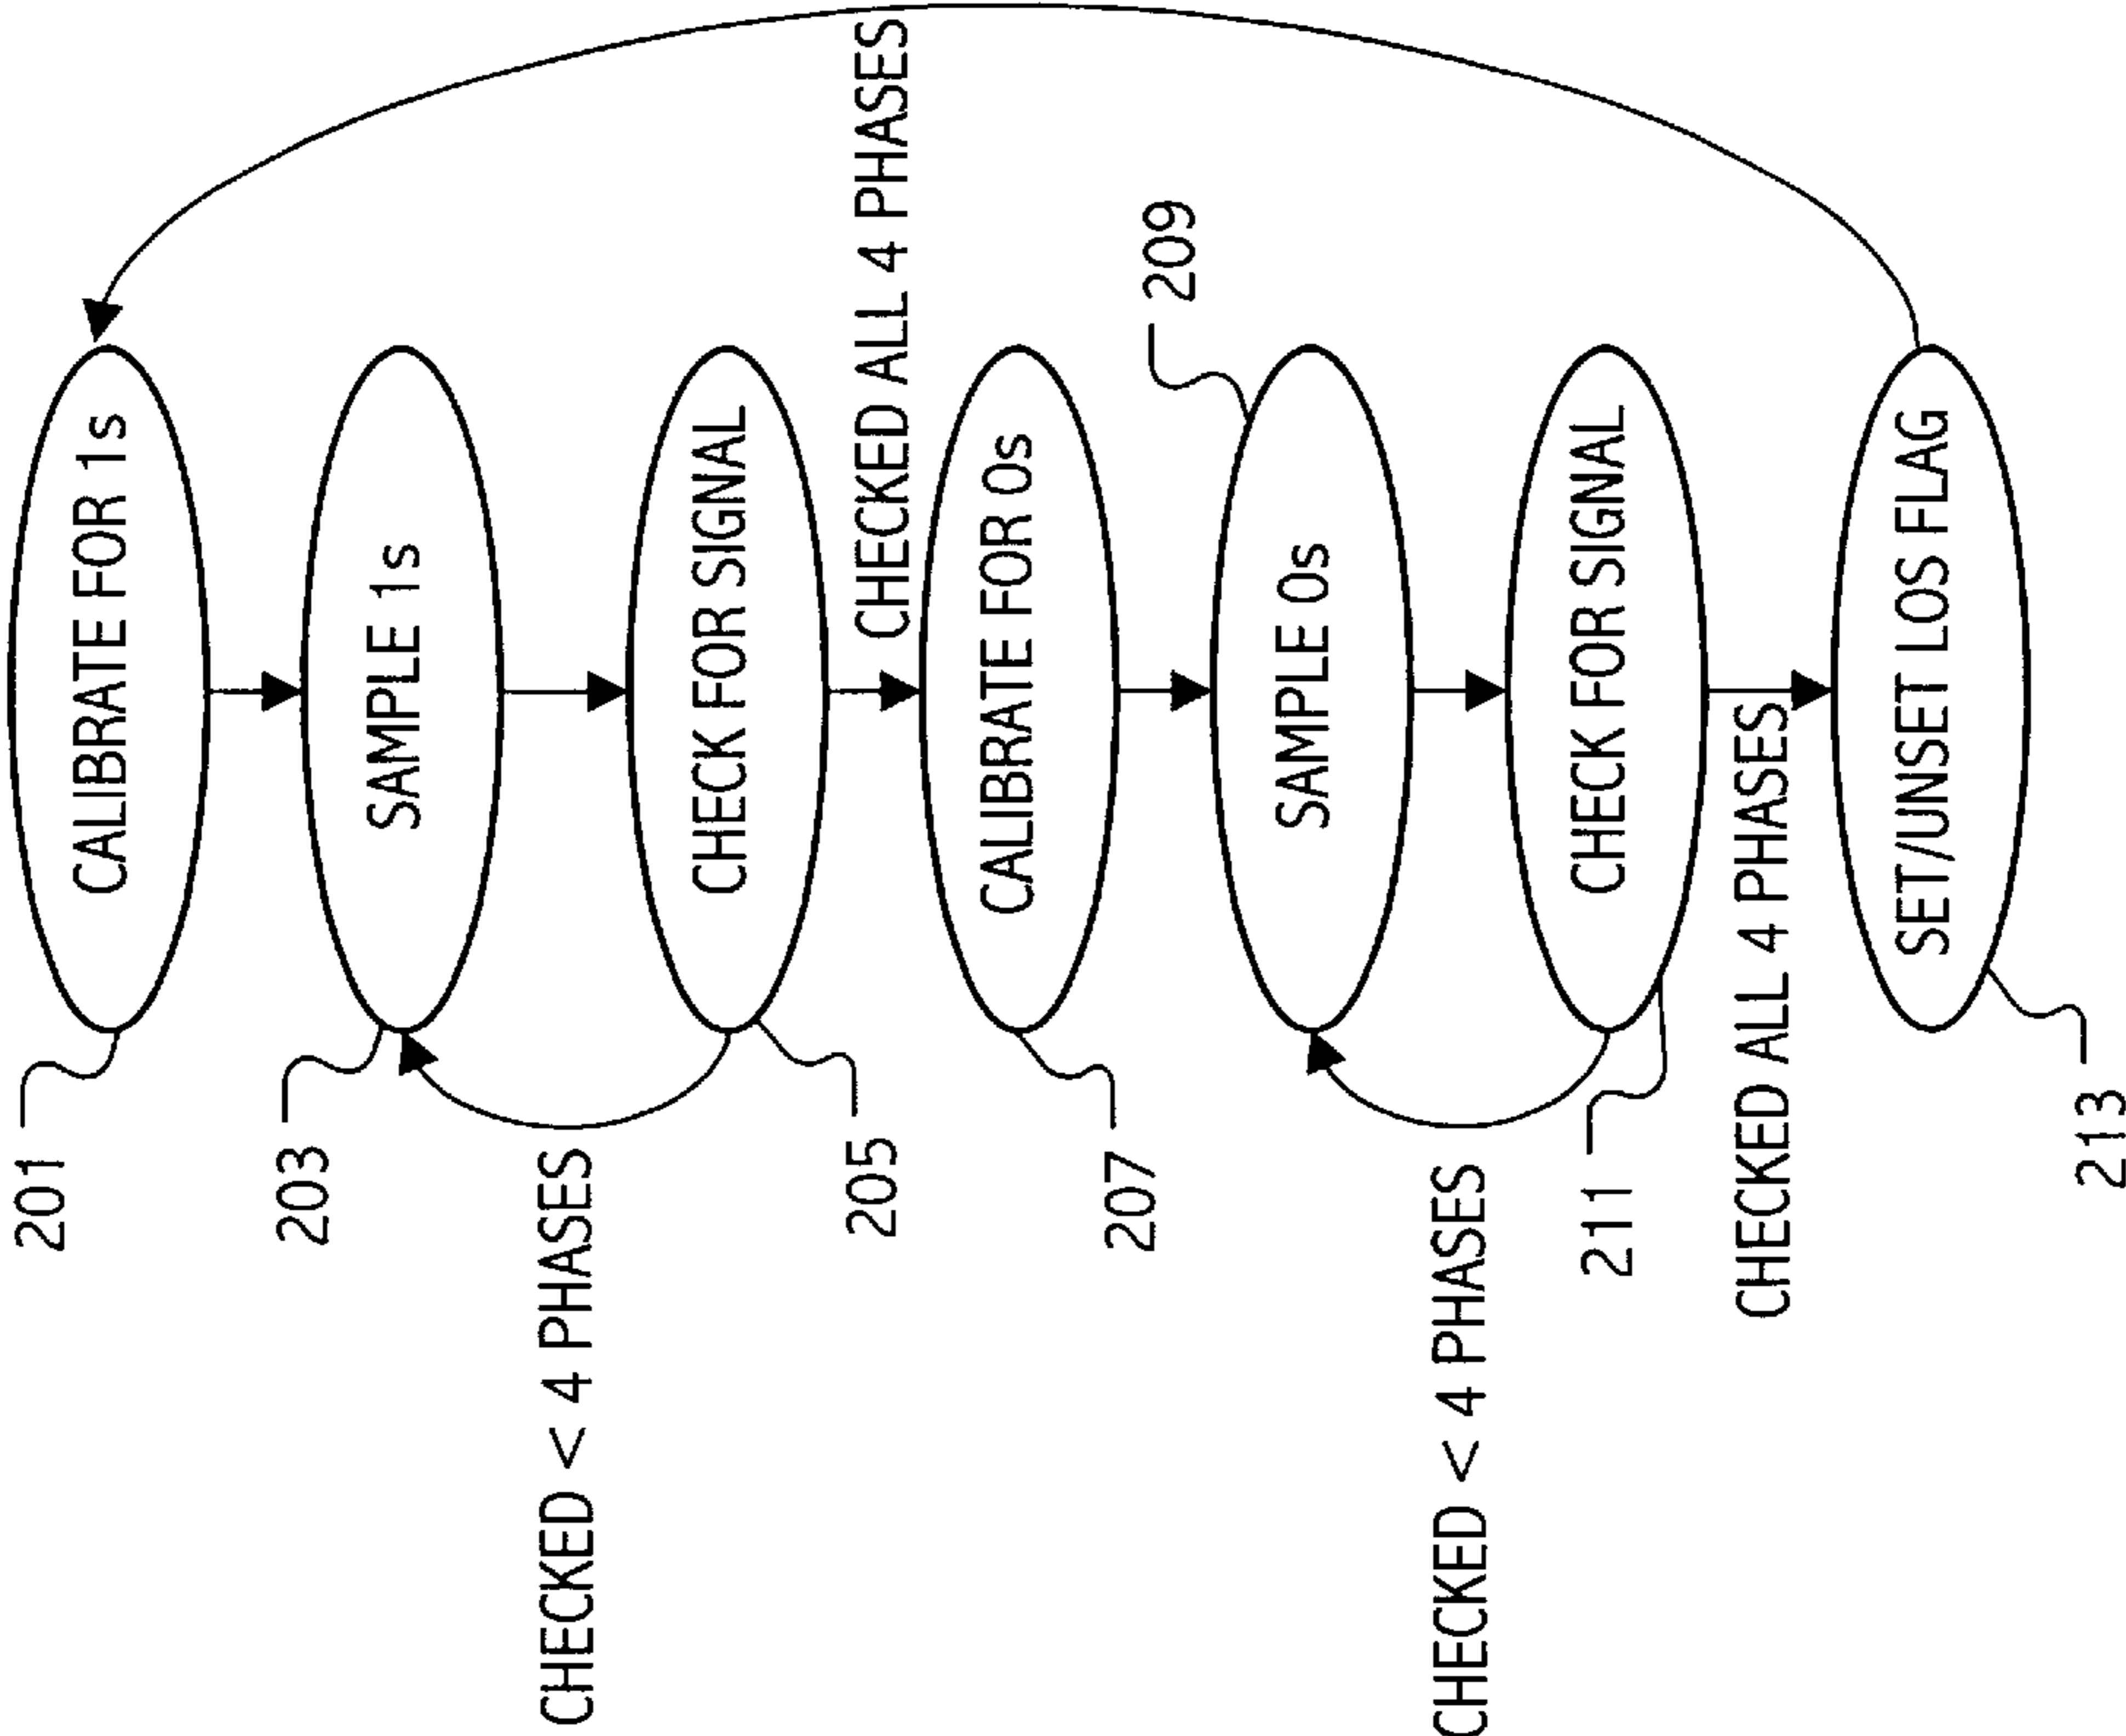 201
CALIBRATE FOR 1s
203
SAMPLE 1s
CHECKED < 4 PHASES
CHECK FOR SIGNAL
205
CHECKED ALL 4 PHASES
CALIBRATE FOR 0s
207
209
SAMPLE 0s
CHECKED < 4 PHASES
CHECK FOR SIGNAL
211
CHECKED ALL 4 PHASES
SET/UNSET LOS FLAG
213